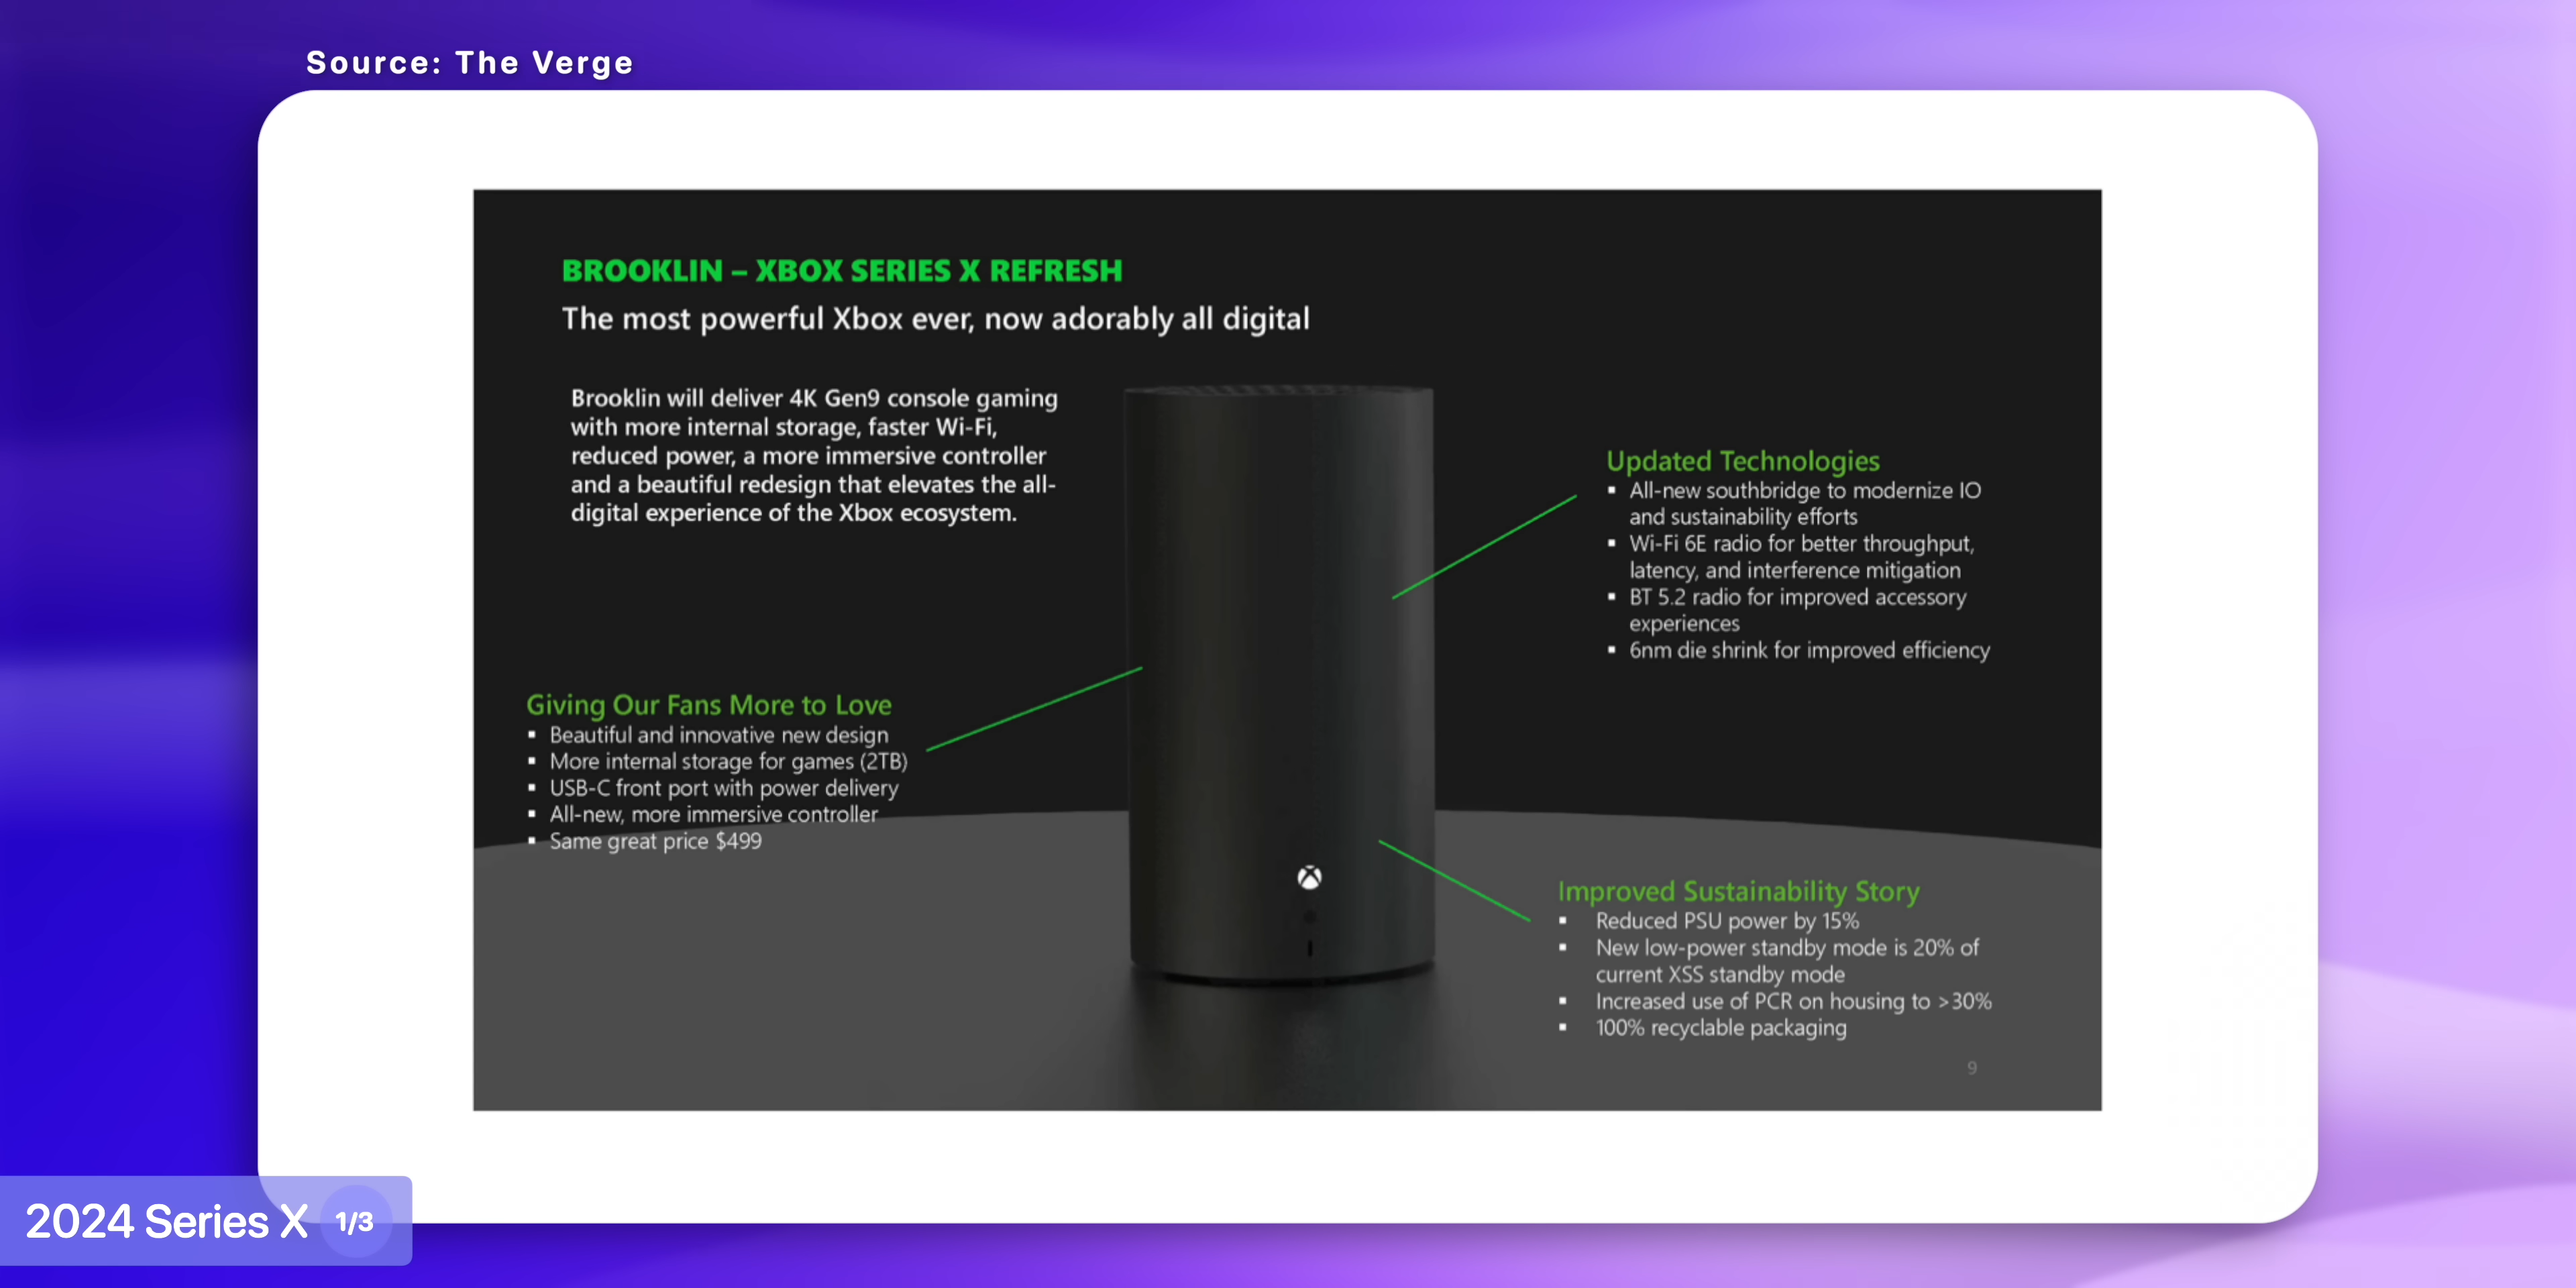 Source: The Verge
BROOKLIN – XBOX SERIES X REFRESH
The most powerful Xbox ever, now adorably all digital
Brooklin will deliver 4K Gen9 console gaming
with more internal storage, faster Wi-Fi,
reduced power, a more immersive controller
and a beautiful redesign that elevates the all-
digital experience of the Xbox ecosystem.
Giving Our Fans More to Love
▪ Beautiful and innovative new design
▪ More internal storage for games (2TB)
▪ USB-C front port with power delivery
▪ All-new, more immersive controller
▪ Same great price $499
Updated Technologies
▪ All-new southbridge to modernize IO
and sustainability efforts
▪ Wi-Fi 6E radio for better throughput,
latency, and interference mitigation
▪ BT 5.2 radio for improved accessory
experiences
▪ 6nm die shrink for improved efficiency
Improved Sustainability Story
▪ Reduced PSU power by 15%
▪ New low-power standby mode is 20% of
current XSS standby mode
▪ Increased use of PCR on housing to >30%
▪ 100% recyclable packaging
9
2024 Series X 1/3